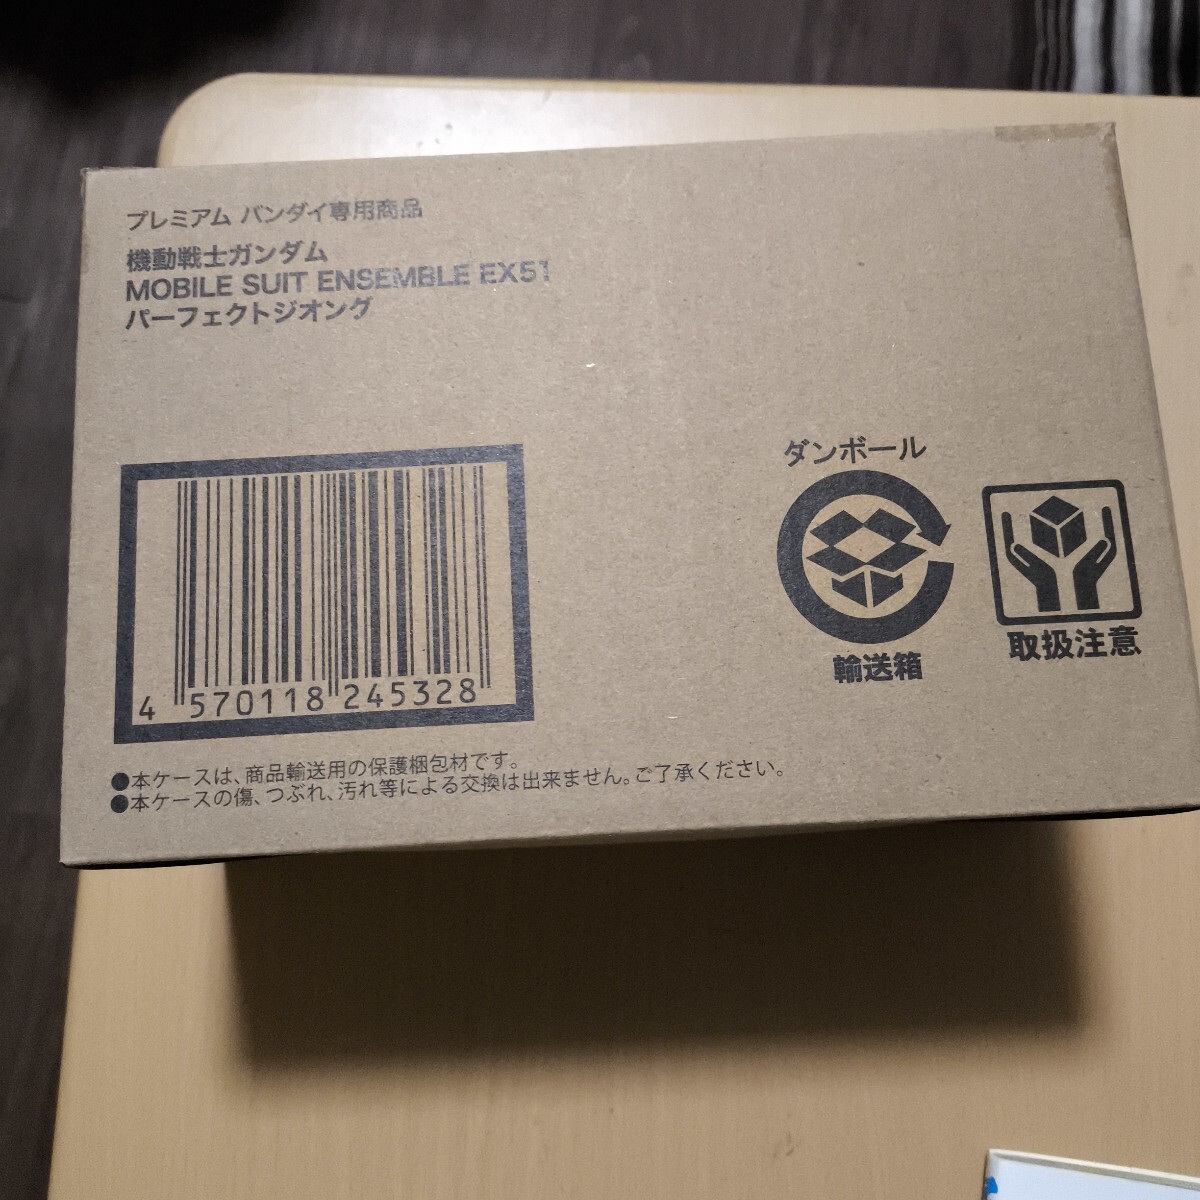 プレミアム バンダイ専用商品
機動戦士ガンダム
MOBILE SUIT ENSEMBLE EX51
パーフェクトジオング
ダンボール
輸送箱
取扱注意
4 570118 245328
●本ケースは、商品輸送用の保護梱包材です。
●本ケースの傷、つぶれ、汚れ等による交換は出来ません。ご了承ください。